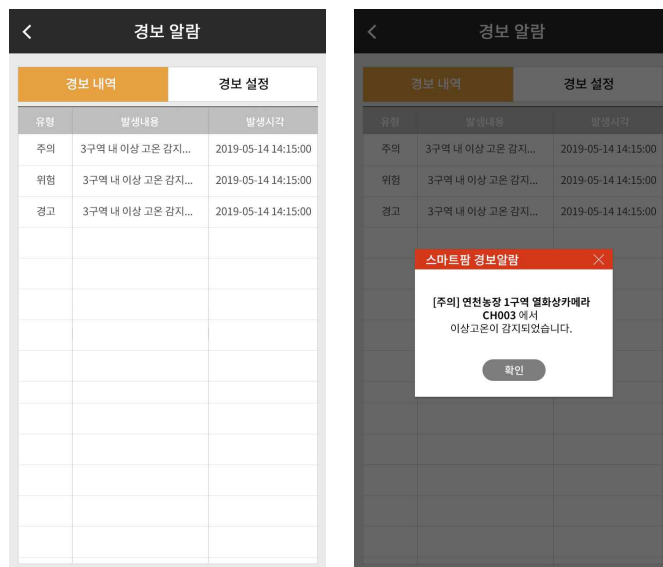 경보 알람
경보 내역 경보 설정
유형 발생내용 발생시각
주의 3구역 내 이상 고온 감지... 2019-05-14 14:15:00
위험 3구역 내 이상 고온 감지... 2019-05-14 14:15:00
경고 3구역 내 이상 고온 감지... 2019-05-14 14:15:00
경보 알람
경보 내역 경보 설정
유형 발생내용 발생시각
주의 3구역 내 이상 고온 감지... 2019-05-14 14:15:00
위험 3구역 내 이상 고온 감지... 2019-05-14 14:15:00
경고 3구역 내 이상 고온 감지... 2019-05-14 14:15:00
스마트팜 경보알람
[주의] 연천농장 1구역 열화상카메라
CH003 에서
이상고온이 감지되었습니다.
확인